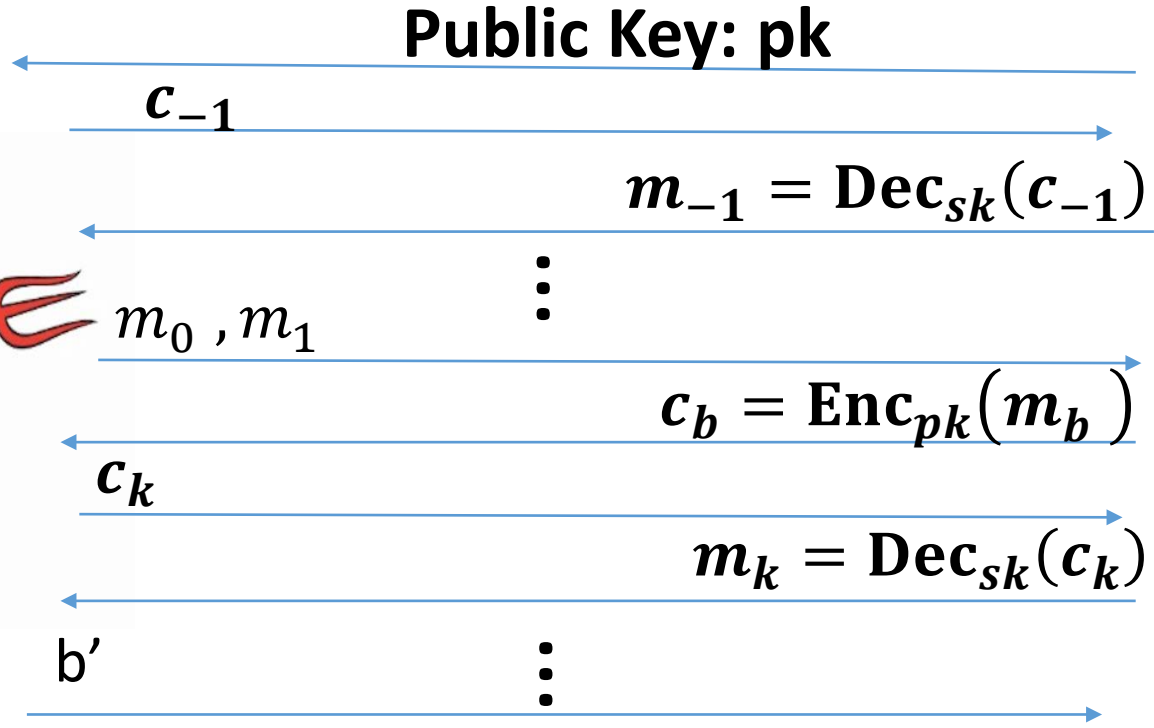 Public Key: pk
c₋₁
m₋₁ = Dec_sk(c₋₁)
⋮
m₀ , m₁
c_b = Enc_pk(m_b )
c_k
m_k = Dec_sk(c_k)
b′
⋮